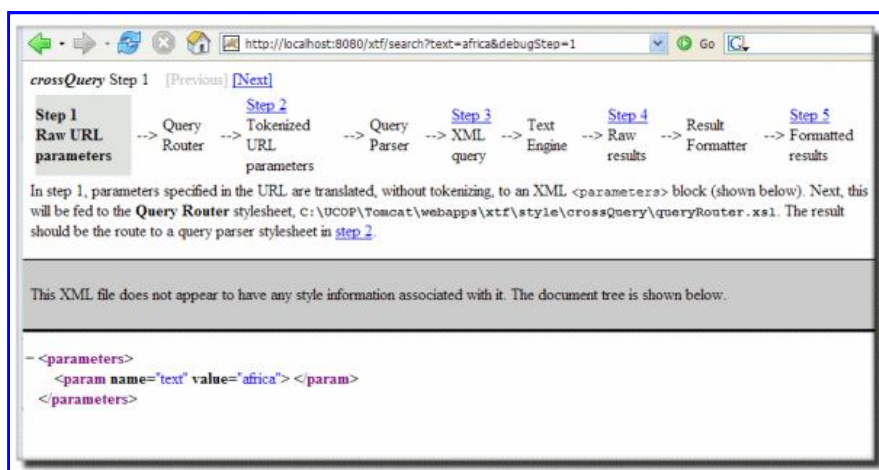 http://localhost:8080/xtf/search?text=africa&debugStep=1
Go
crossQuery Step 1 [Previous] [Next]
Step 1 Raw URL parameters --> Query Router --> Step 2 Tokenized URL parameters --> Query Parser --> Step 3 XML query --> Text Engine --> Step 4 Raw results --> Result Formatter --> Step 5 Formatted results
In step 1, parameters specified in the URL are translated, without tokenizing, to an XML <parameters> block (shown below). Next, this
will be fed to the Query Router stylesheet, C:\UCOP\Tomcat\webapps\xtf\style\crossQuery\queryRouter.xsl. The result
should be the route to a query parser stylesheet in step 2.
This XML file does not appear to have any style information associated with it. The document tree is shown below.
− <parameters>
<param name="text" value="africa"> </param>
</parameters>